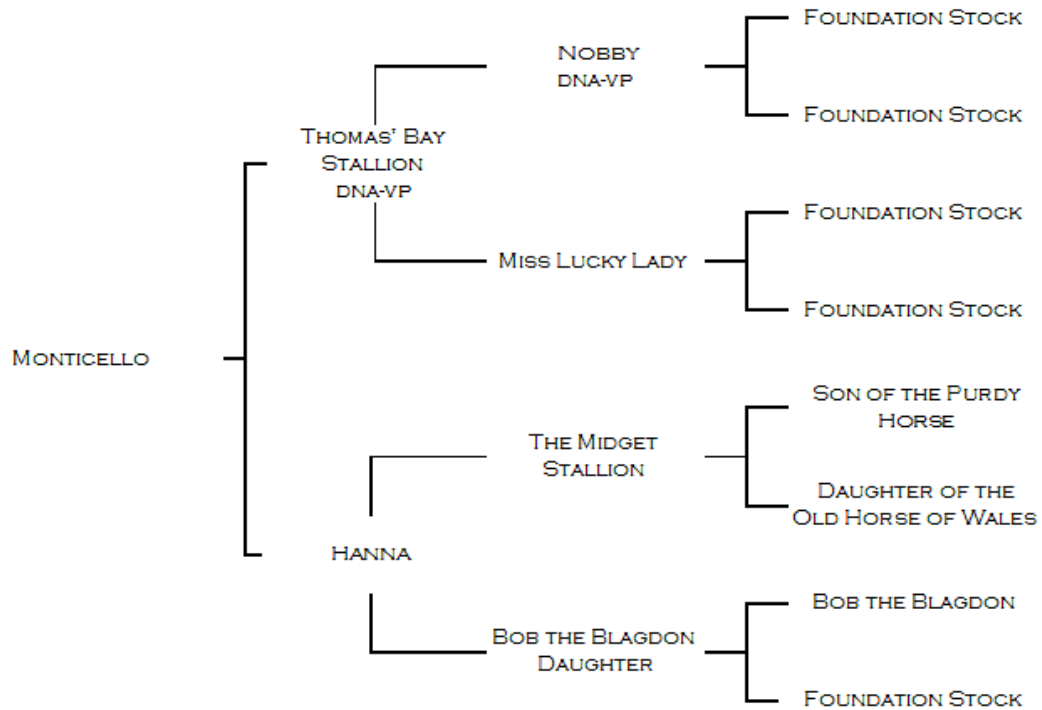 Foundation Stock
Nobby
DNA-VP
Foundation Stock
Thomas' Bay
Stallion
DNA-VP
Foundation Stock
Miss Lucky Lady
Foundation Stock
Monticello
Son of the Purdy
Horse
The Midget
Stallion
Daughter of the
Old Horse of Wales
Hanna
Bob the Blagdon
Bob the Blagdon
Daughter
Foundation Stock